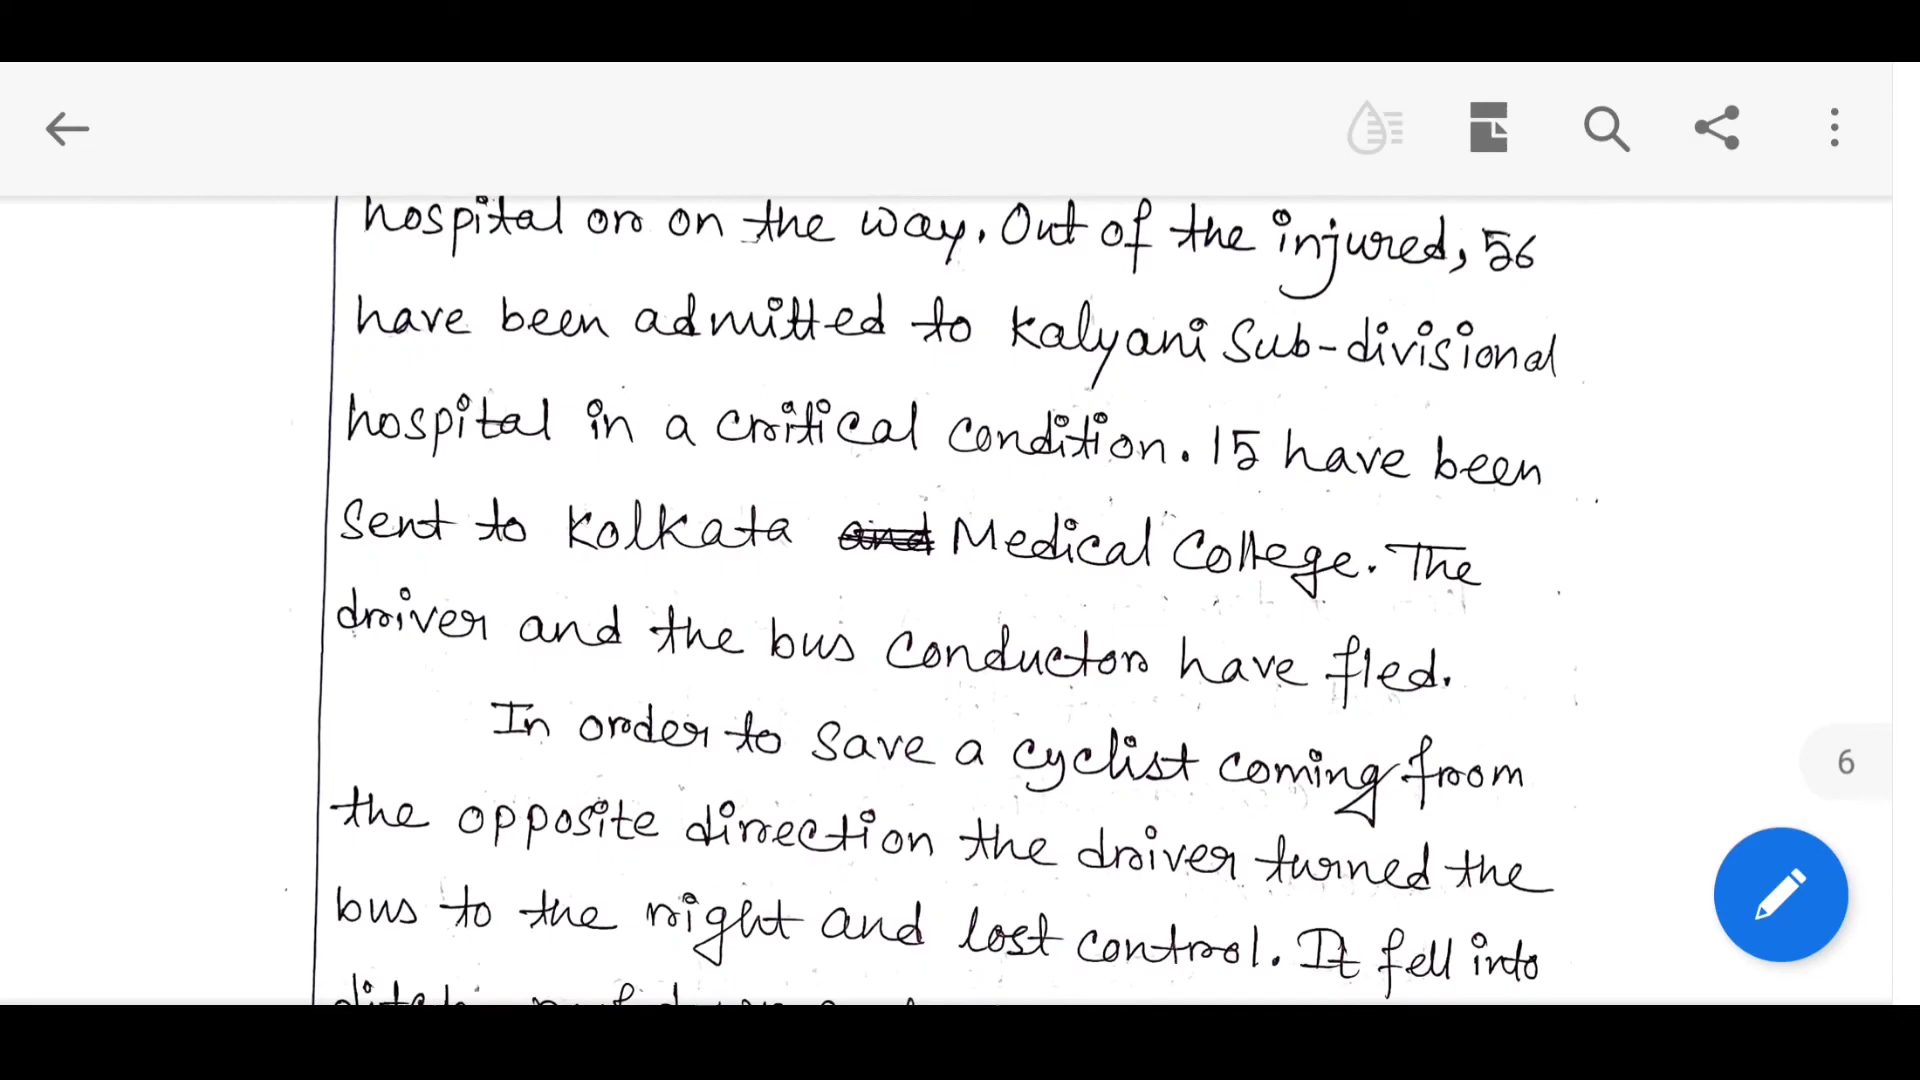 hospital or on the way. Out of the injured, 56
have been admitted to Kalyani Sub-divisional
hospital in a critical condition. 15 have been
sent to Kolkata and Medical College. The
driver and the bus conductor have fled.
In order to save a cyclist coming from
the opposite direction the driver turned the
bus to the right and lost control. It fell into
6